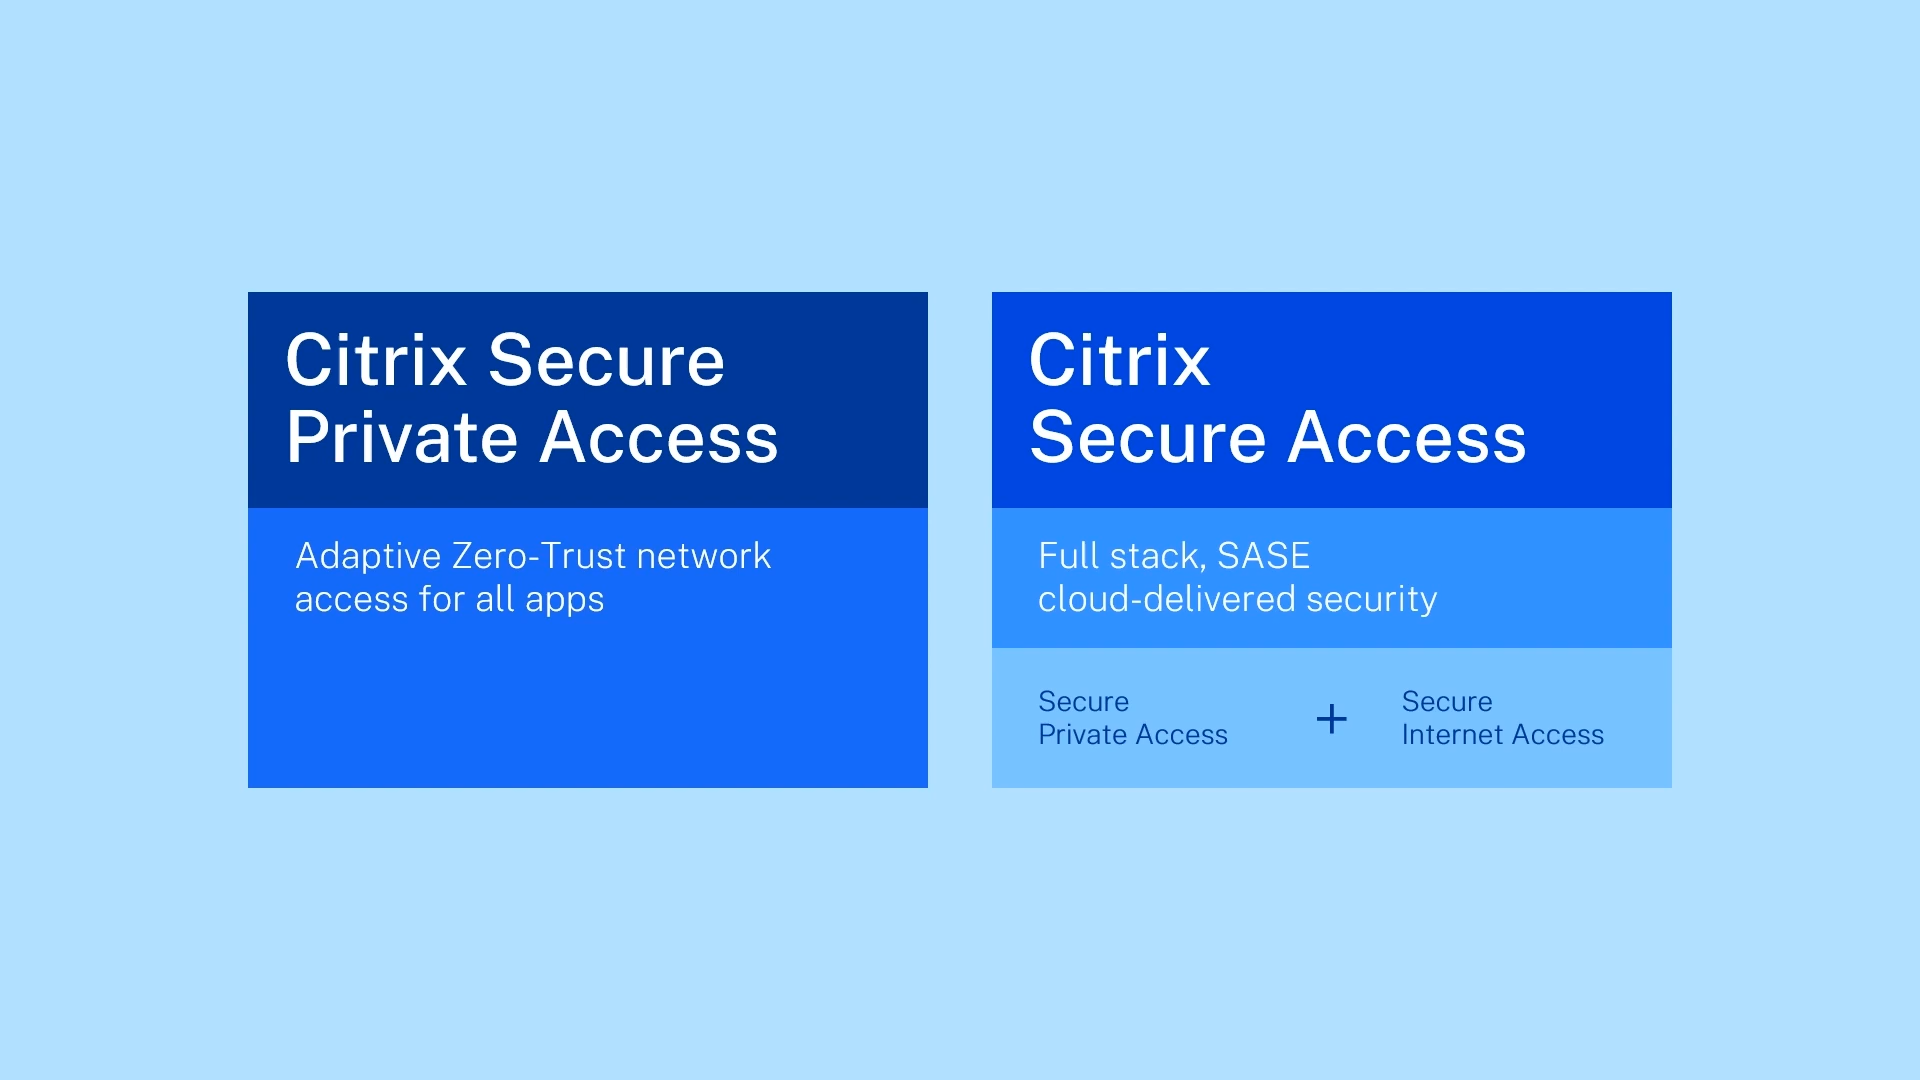 Citrix Secure
Private Access
Adaptive Zero-Trust network
access for all apps
Citrix
Secure Access
Full stack, SASE
cloud-delivered security
Secure
Private Access
+
Secure
Internet Access